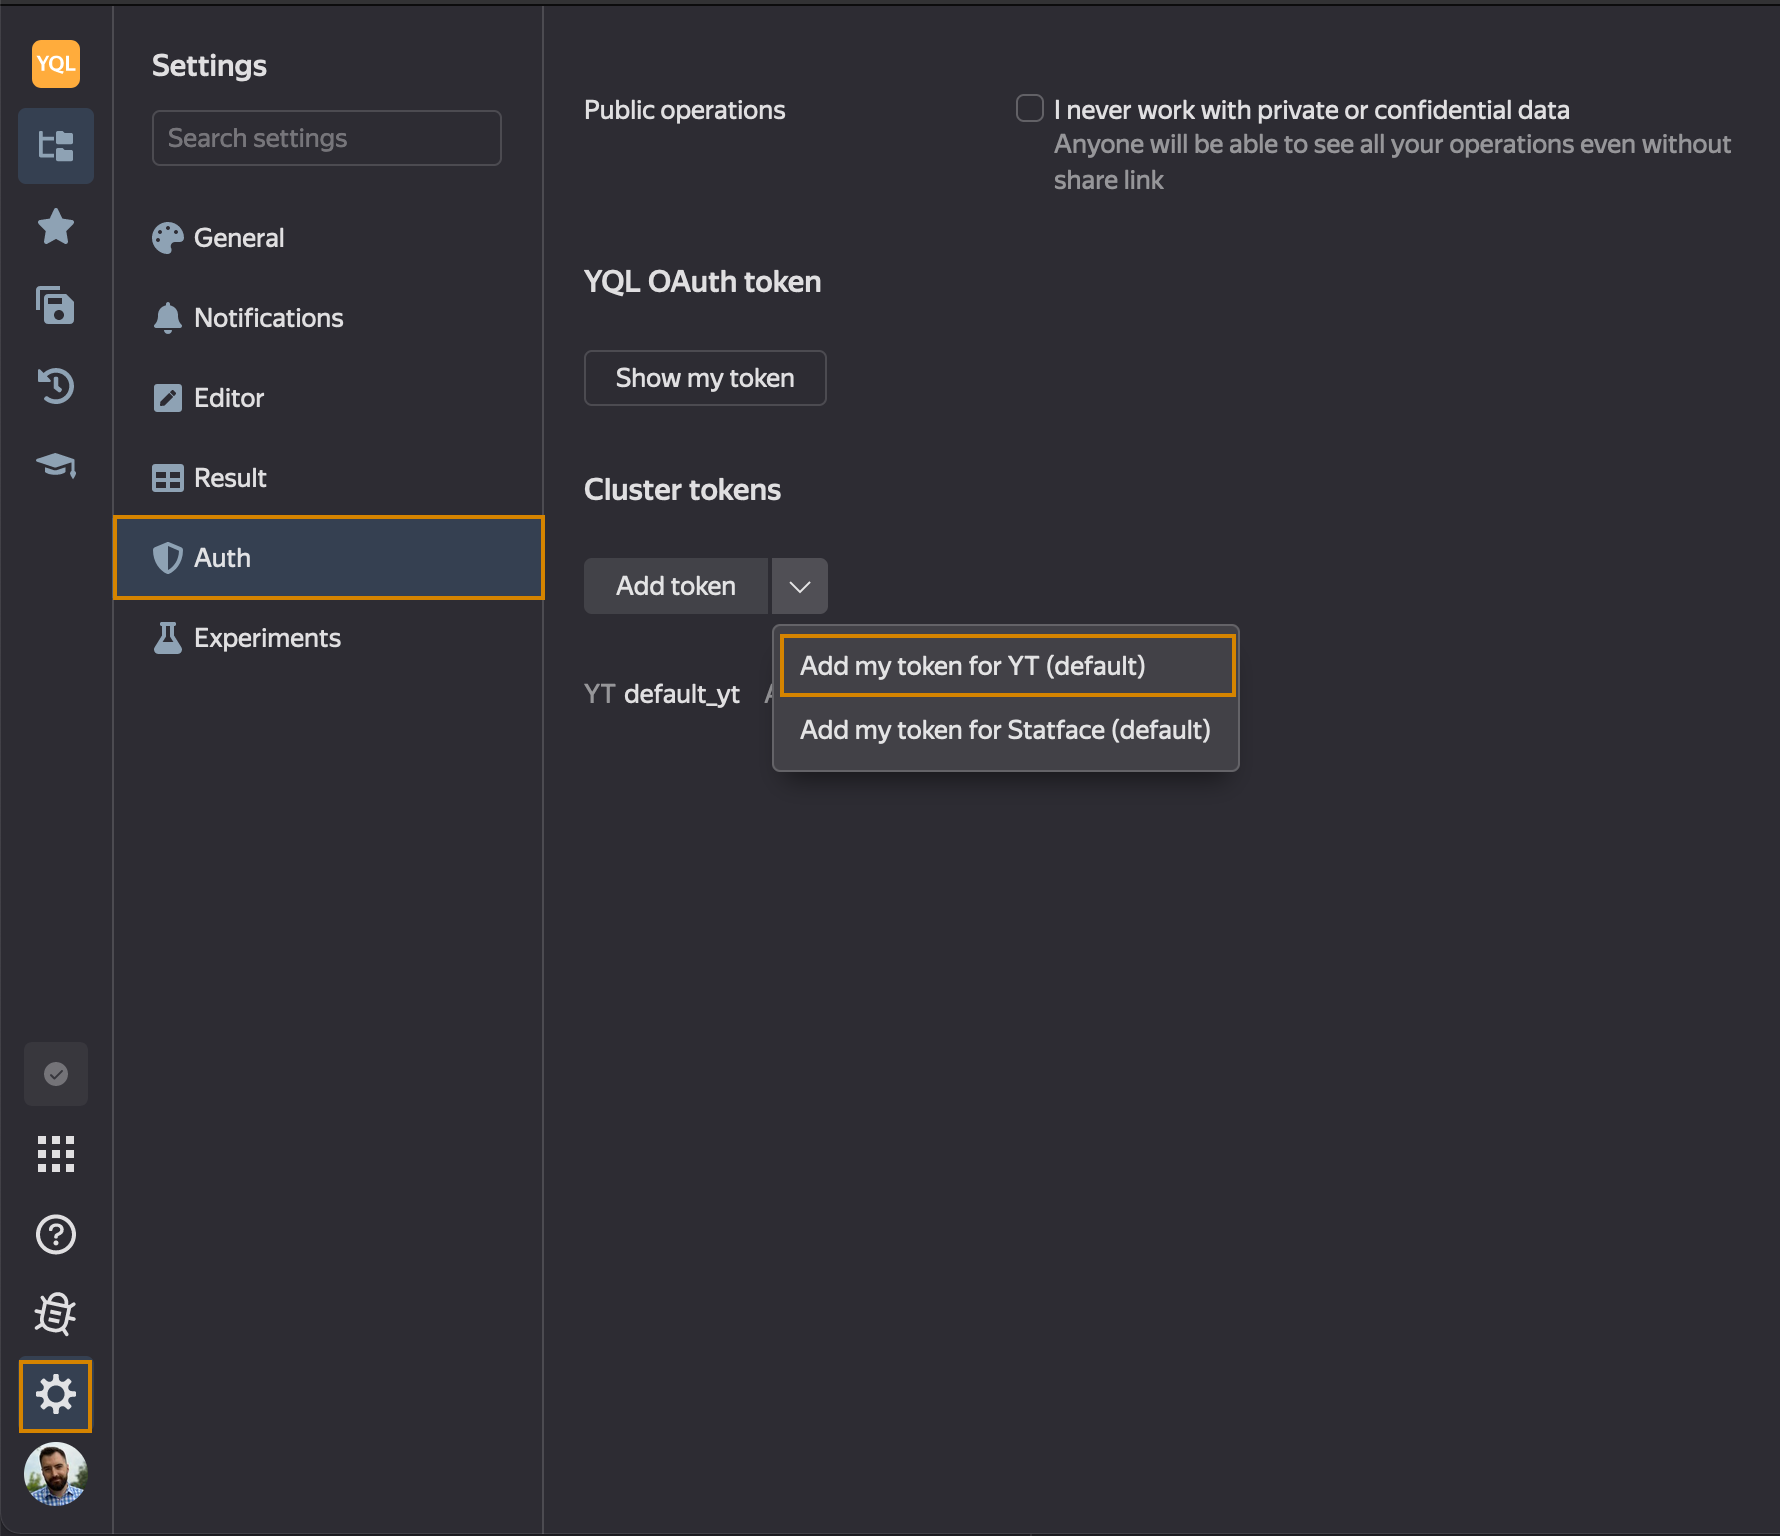 YQL
Settings
Search settings
General
Notifications
Editor
Result
Auth
Experiments
Public operations
I never work with private or confidential data
Anyone will be able to see all your operations even without
share link
YQL OAuth token
Show my token
Cluster tokens
Add token
Add my token for YT (default)
Add my token for Statface (default)
YT default_yt